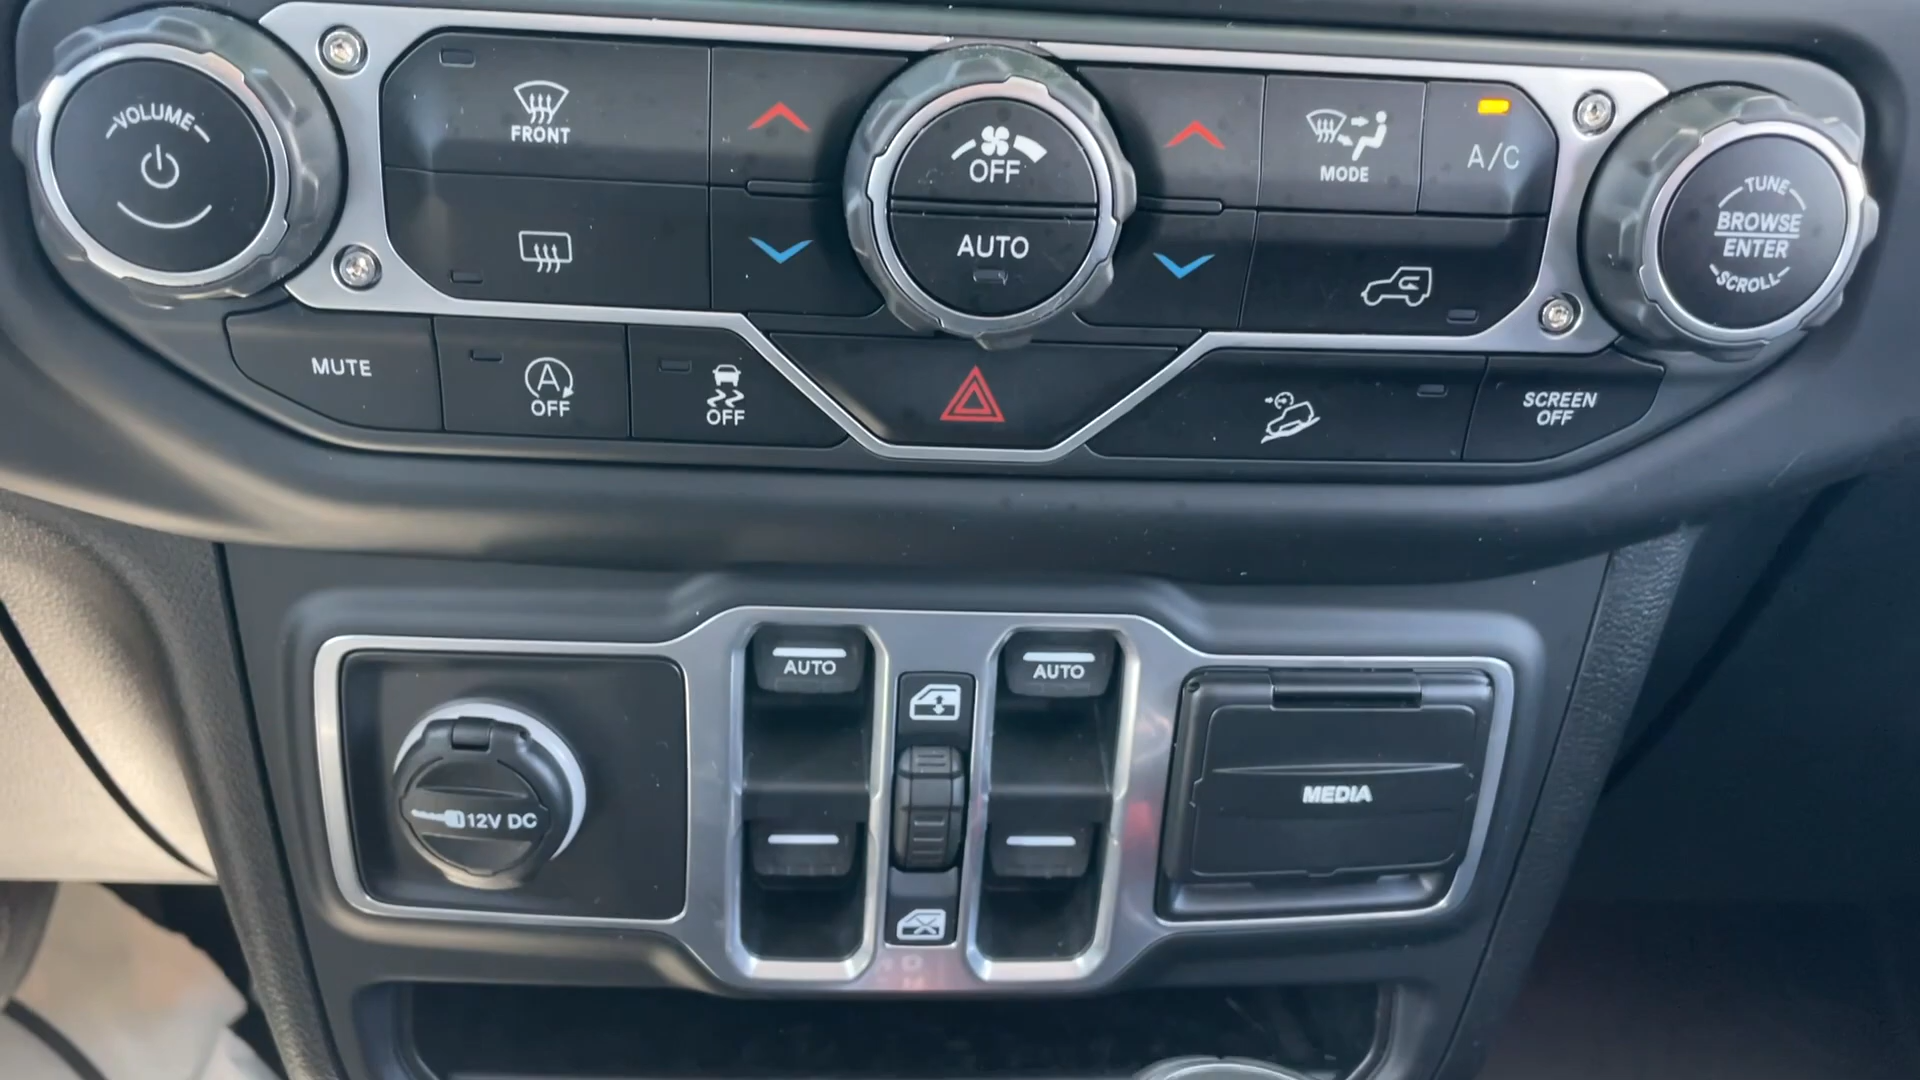 VOLUME
FRONT
OFF
AUTO
MODE
A/C
TUNE
BROWSE
ENTER
SCROLL
MUTE
A
OFF
OFF
SCREEN
OFF
AUTO
AUTO
12V DC
MEDIA